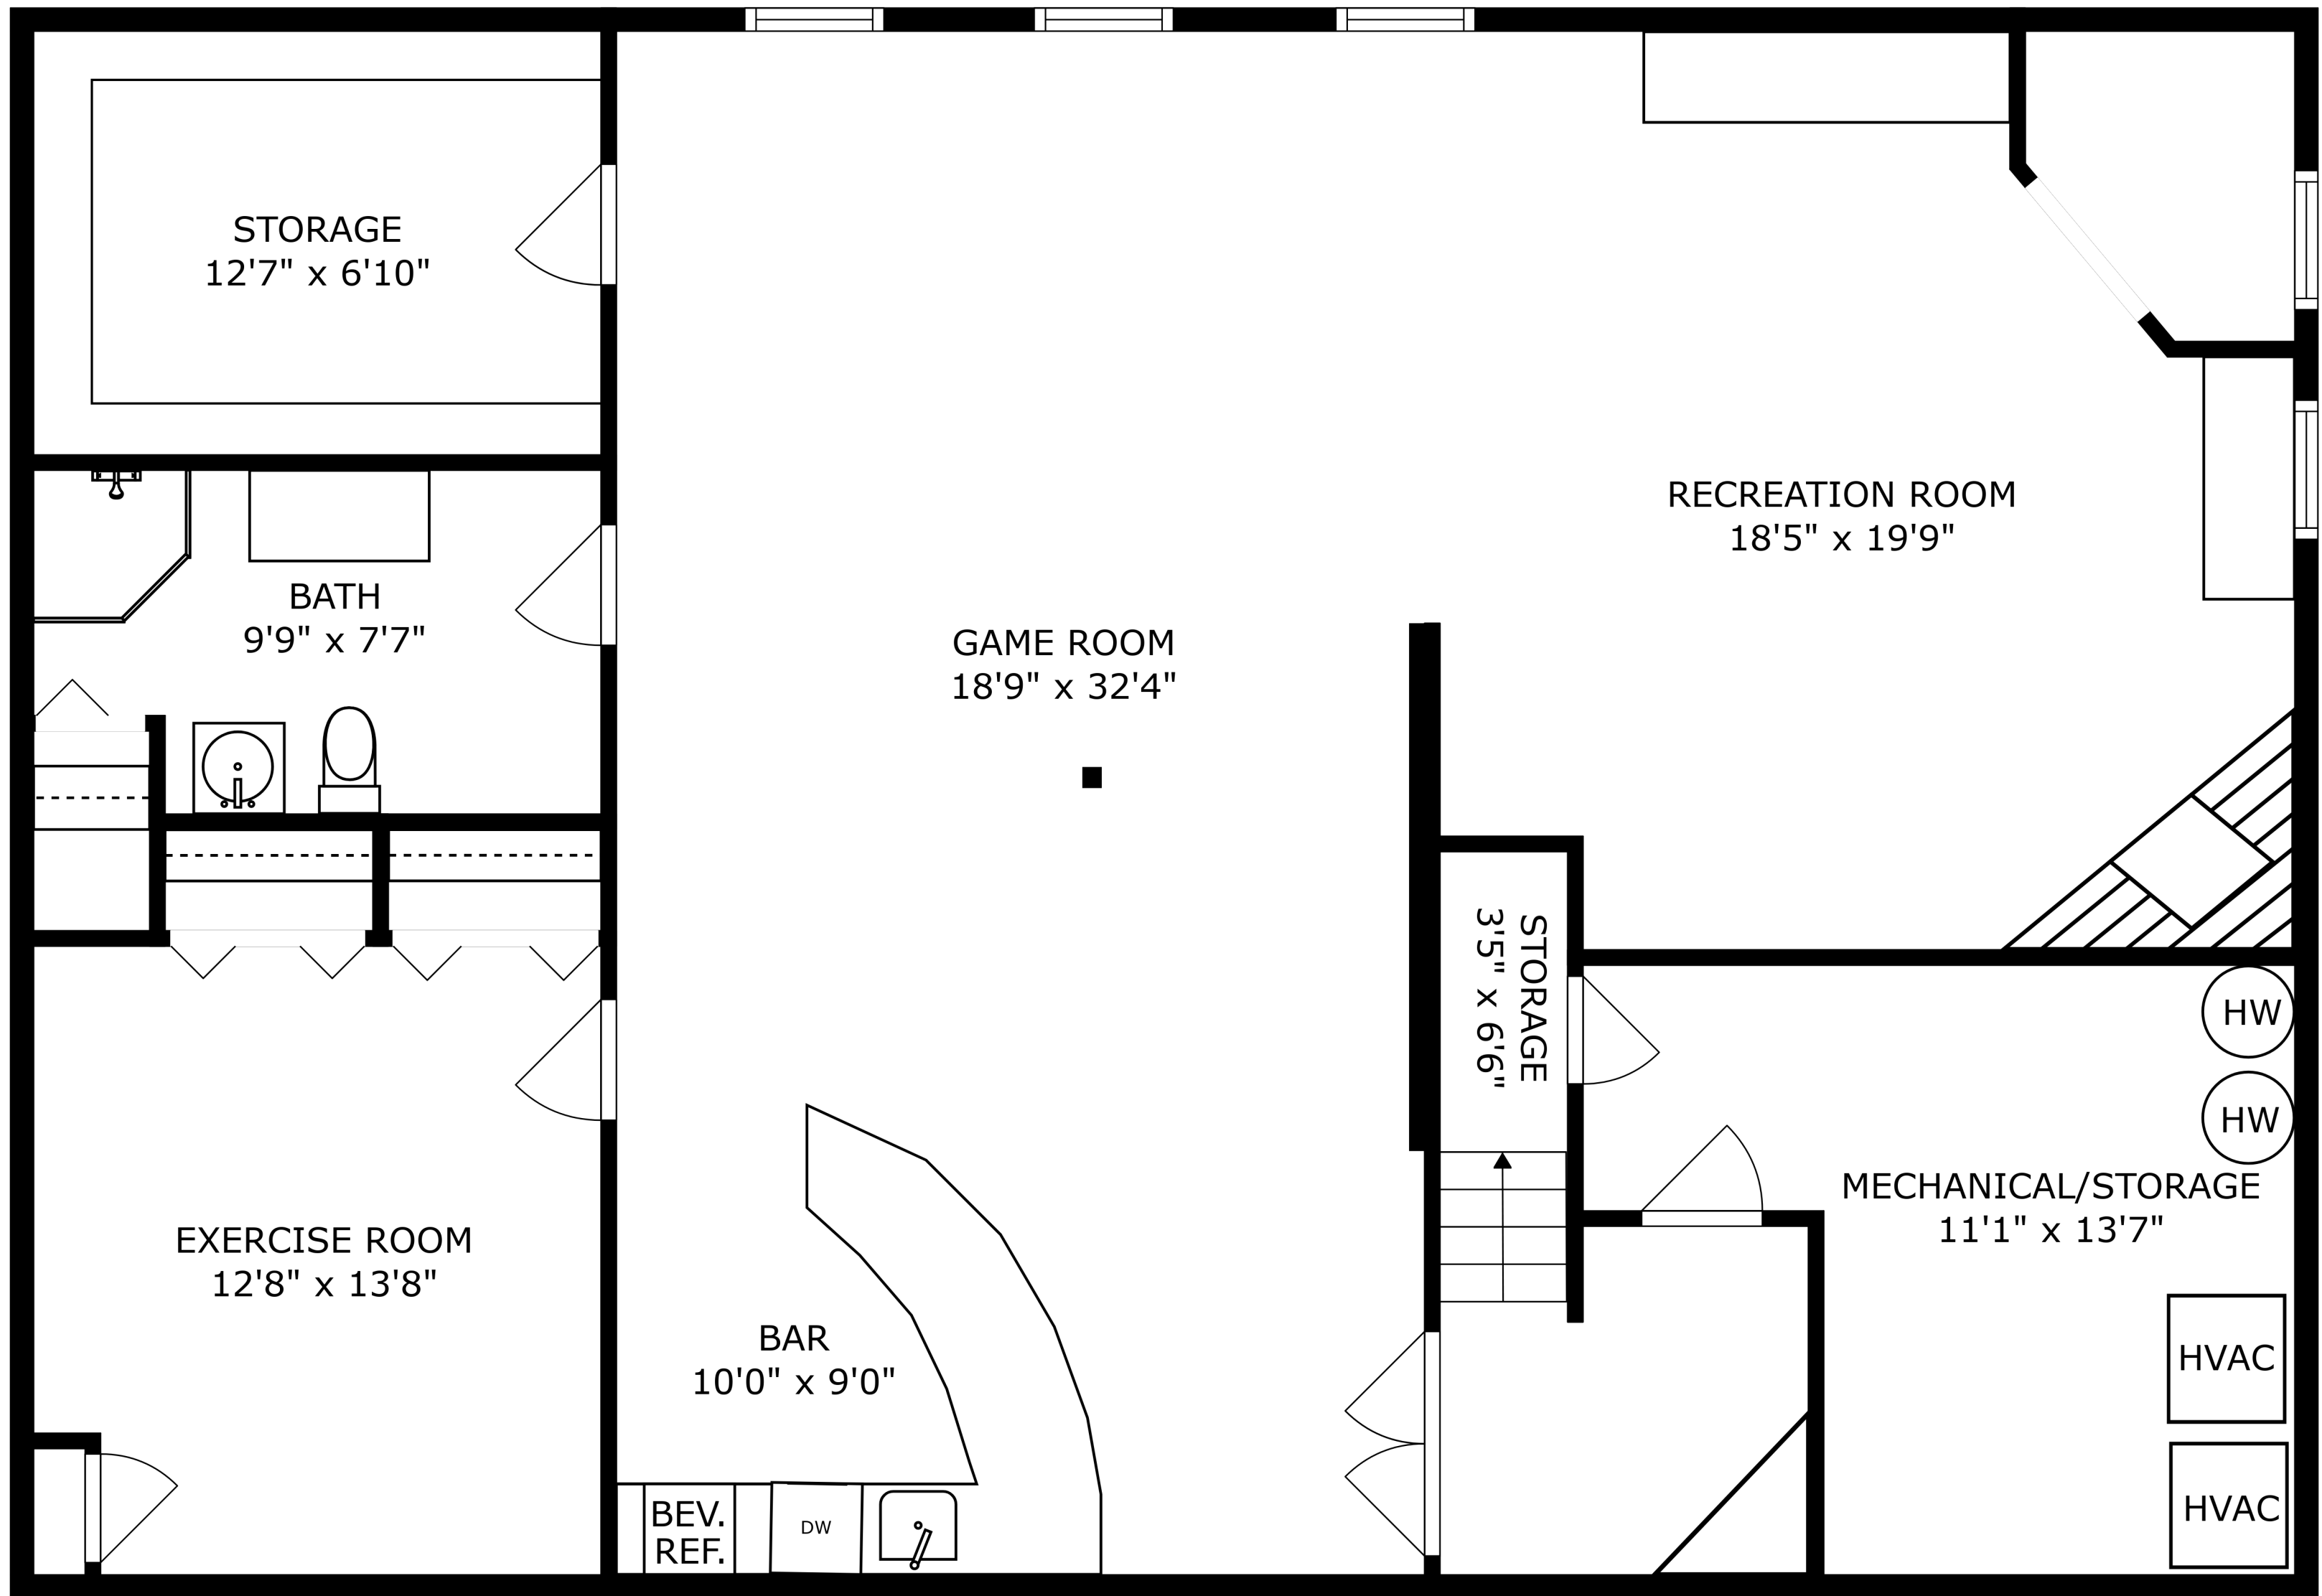 STORAGE
12'7" x 6'10"
RECREATION ROOM
18'5" x 19'9"
BATH
9'9" x 7'7"
GAME ROOM
18'9" x 32'4"
STORAGE
3'5" x 6'6"
HW
HW
MECHANICAL/STORAGE
11'1" x 13'7"
EXERCISE ROOM
12'8" x 13'8"
BAR
10'0" x 9'0"
HVAC
HVAC
BEV.
REF.
DW